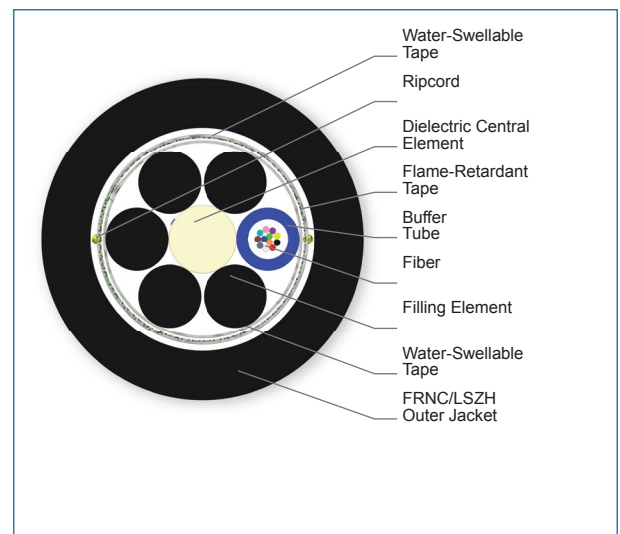 Water-Swellable
Tape
Ripcord
Dielectric Central
Element
Flame-Retardant
Tape
Buffer
Tube
Fiber
Filling Element
Water-Swellable
Tape
FRNC/LSZH
Outer Jacket